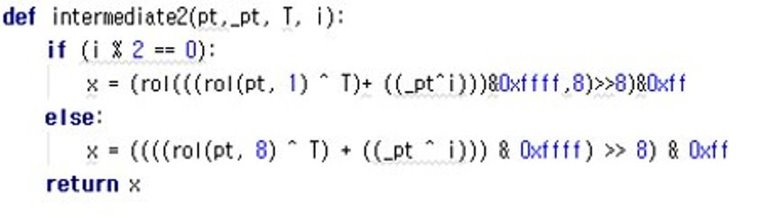 def intermediate2(pt,_pt, T, i):
    if (i % 2 == 0):
        x = (rol(((rol(pt, 1) ^ T)+ ((_pt^i)))&0xffff,8)>>8)&0xff
    else:
        x = ((((rol(pt, 8) ^ T) + ((_pt ^ i))) & 0xffff) >> 8) & 0xff
    return x